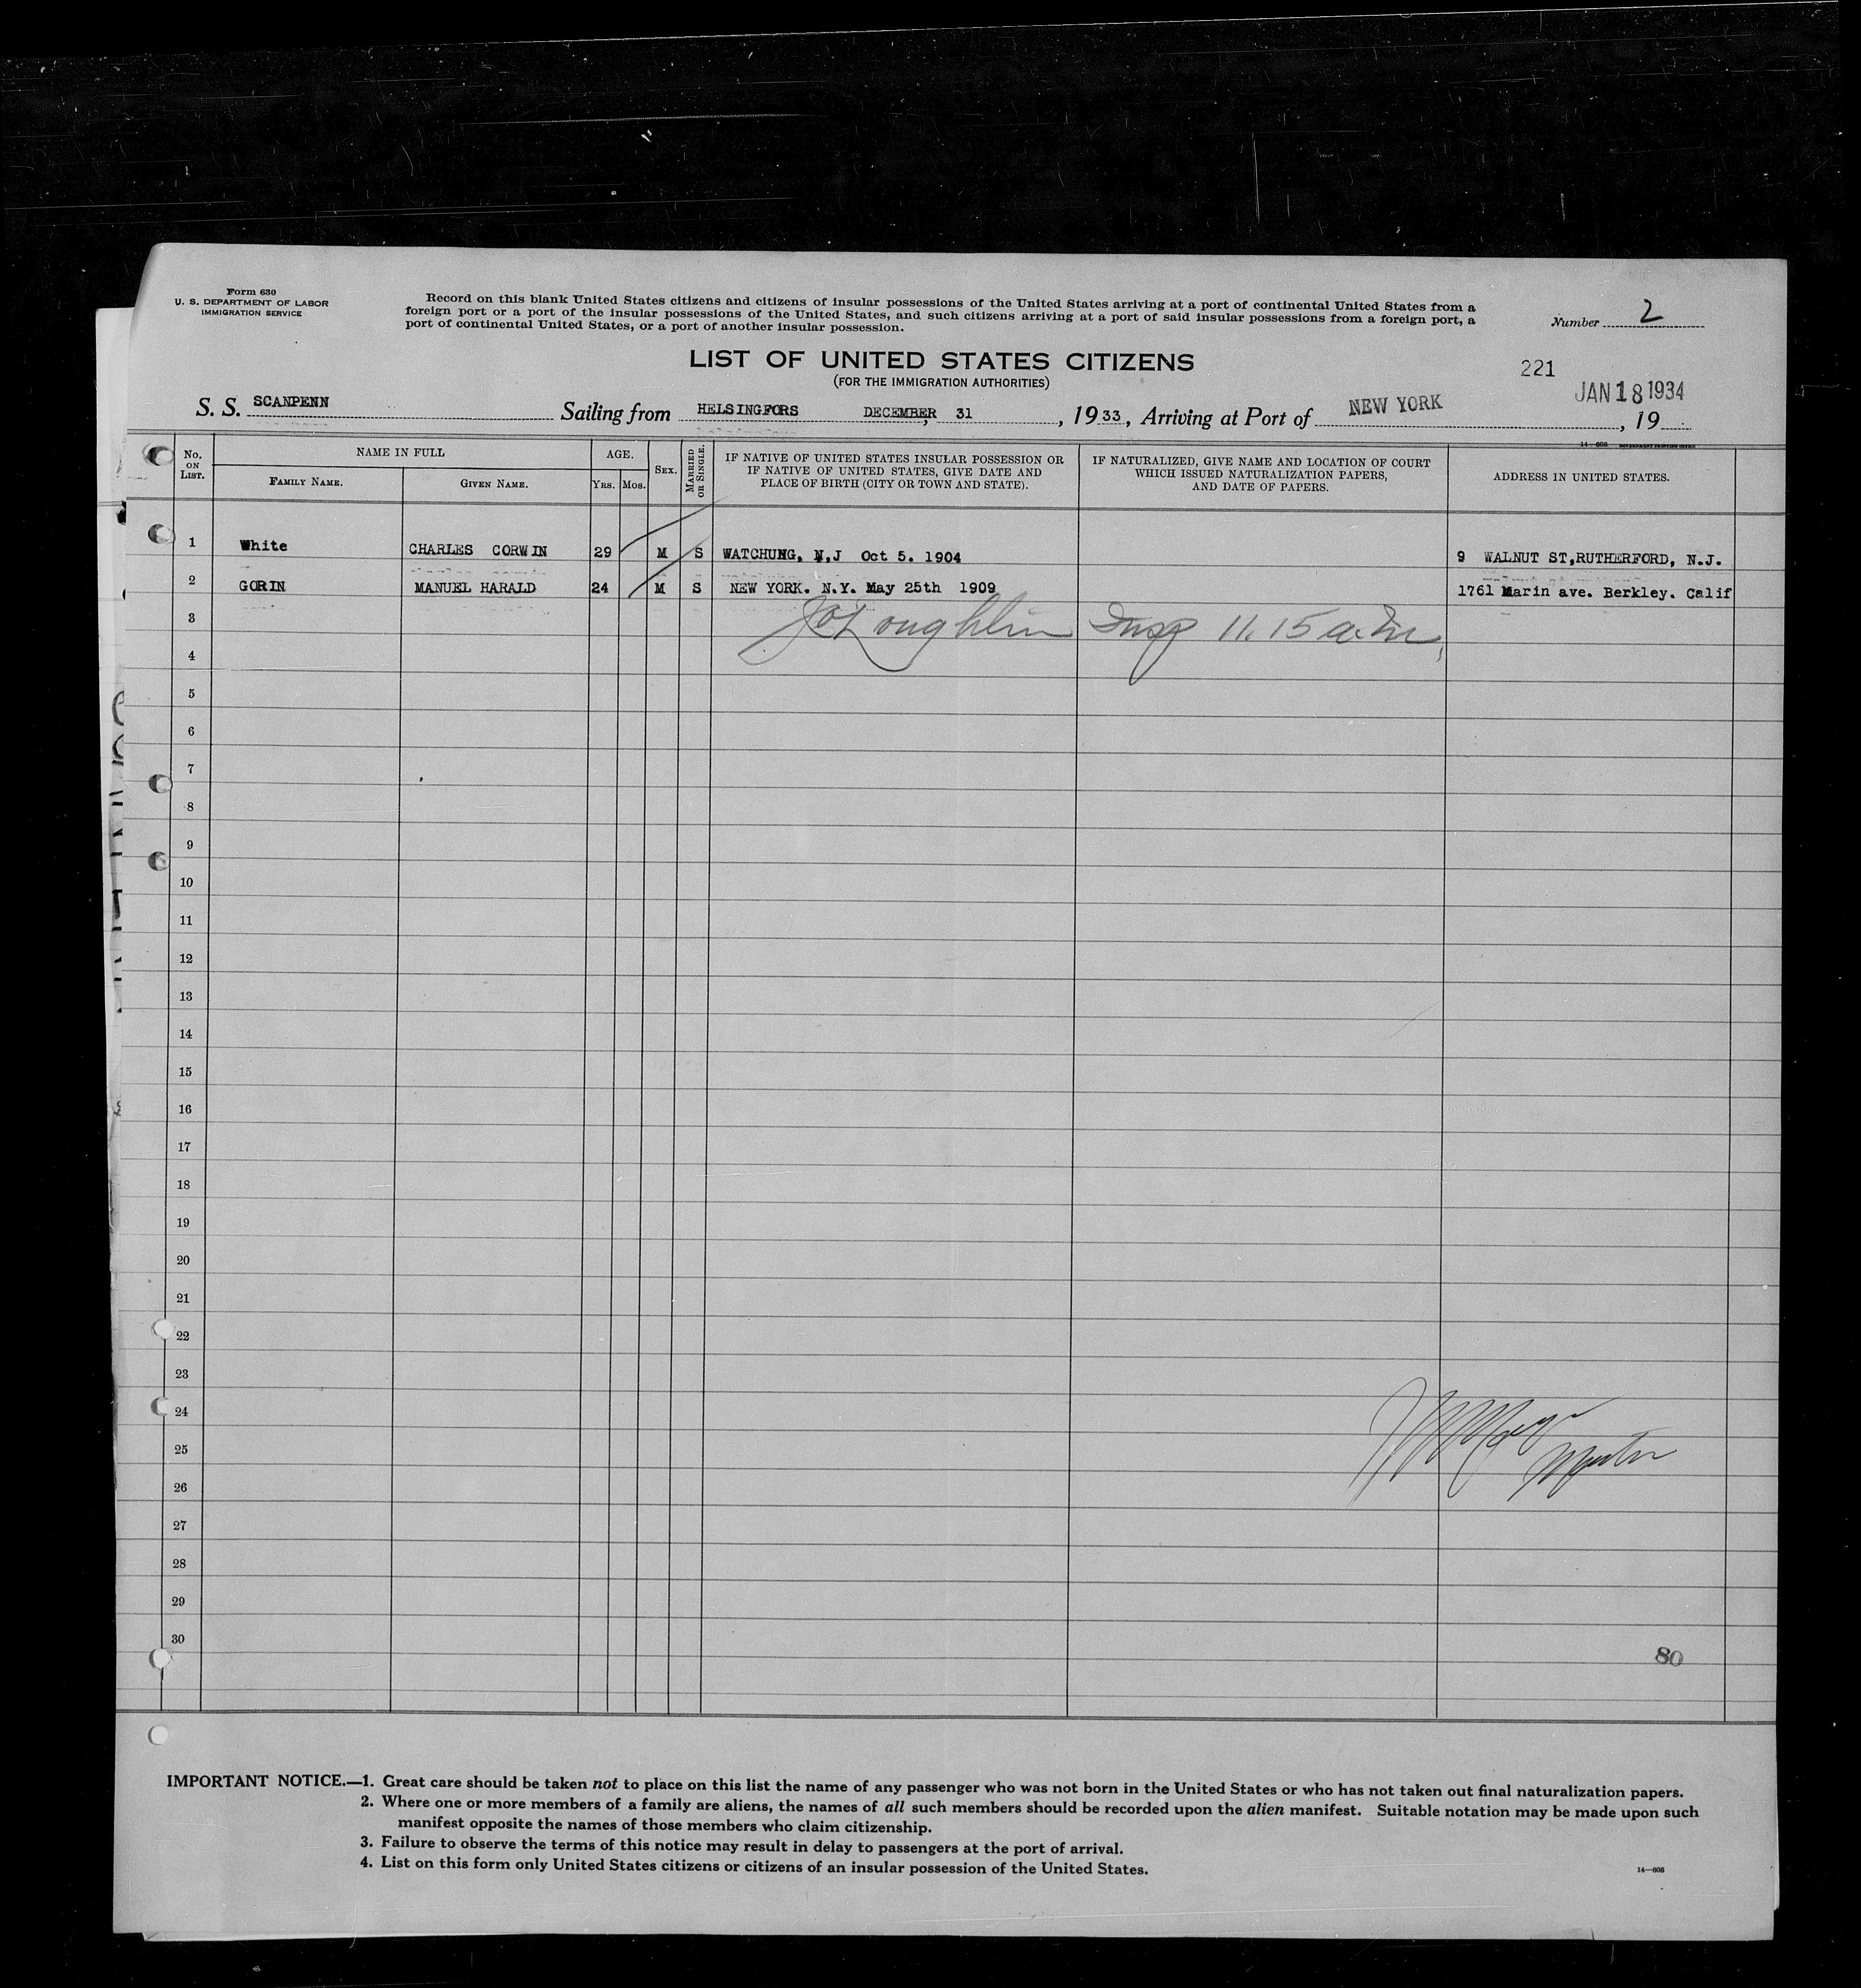 Form 630
U. S. DEPARTMENT OF LABOR
IMMIGRATION SERVICE
Record on this blank United States citizens and citizens of insular possessions of the United States arriving at a port of continental United States from a
foreign port or a port of the insular possessions of the United States, and such citizens arriving at a port of said insular possessions from a foreign port, a
port of continental United States, or a port of another insular possession.
Number 2
LIST OF UNITED STATES CITIZENS
(FOR THE IMMIGRATION AUTHORITIES)
221
JAN 18 1934
S. S. SCANPENN Sailing from HELSINGFORS DECEMBER, 31, 1933, Arriving at Port of NEW YORK, 19
14—608 GOVERNMENT PRINTING OFFICE
No. ON LIST.
NAME IN FULL
FAMILY NAME.
GIVEN NAME.
AGE.
YRS. MOS.
SEX.
MARRIED OR SINGLE.
IF NATIVE OF UNITED STATES INSULAR POSSESSION OR
IF NATIVE OF UNITED STATES, GIVE DATE AND
PLACE OF BIRTH (CITY OR TOWN AND STATE).
IF NATURALIZED, GIVE NAME AND LOCATION OF COURT
WHICH ISSUED NATURALIZATION PAPERS,
AND DATE OF PAPERS.
ADDRESS IN UNITED STATES.
1 White CHARLES CORWIN 29 M S WATCHUNG, N.J Oct 5. 1904 9 WALNUT ST,RUTHERFORD, N.J.
2 GORIN MANUEL HARALD 24 M S NEW YORK. N.Y. May 25th 1909 1761 Marin ave. Berkley. Calif
3 Insp 11.15 a.m.
4
5
6
7
8
9
10
11
12
13
14
15
16
17
18
19
20
21
22
23
24
25 Master
26
27
28
29
30
80
IMPORTANT NOTICE.—1. Great care should be taken not to place on this list the name of any passenger who was not born in the United States or who has not taken out final naturalization papers.
2. Where one or more members of a family are aliens, the names of all such members should be recorded upon the alien manifest. Suitable notation may be made upon such
manifest opposite the names of those members who claim citizenship.
3. Failure to observe the terms of this notice may result in delay to passengers at the port of arrival.
4. List on this form only United States citizens or citizens of an insular possession of the United States.
14—608